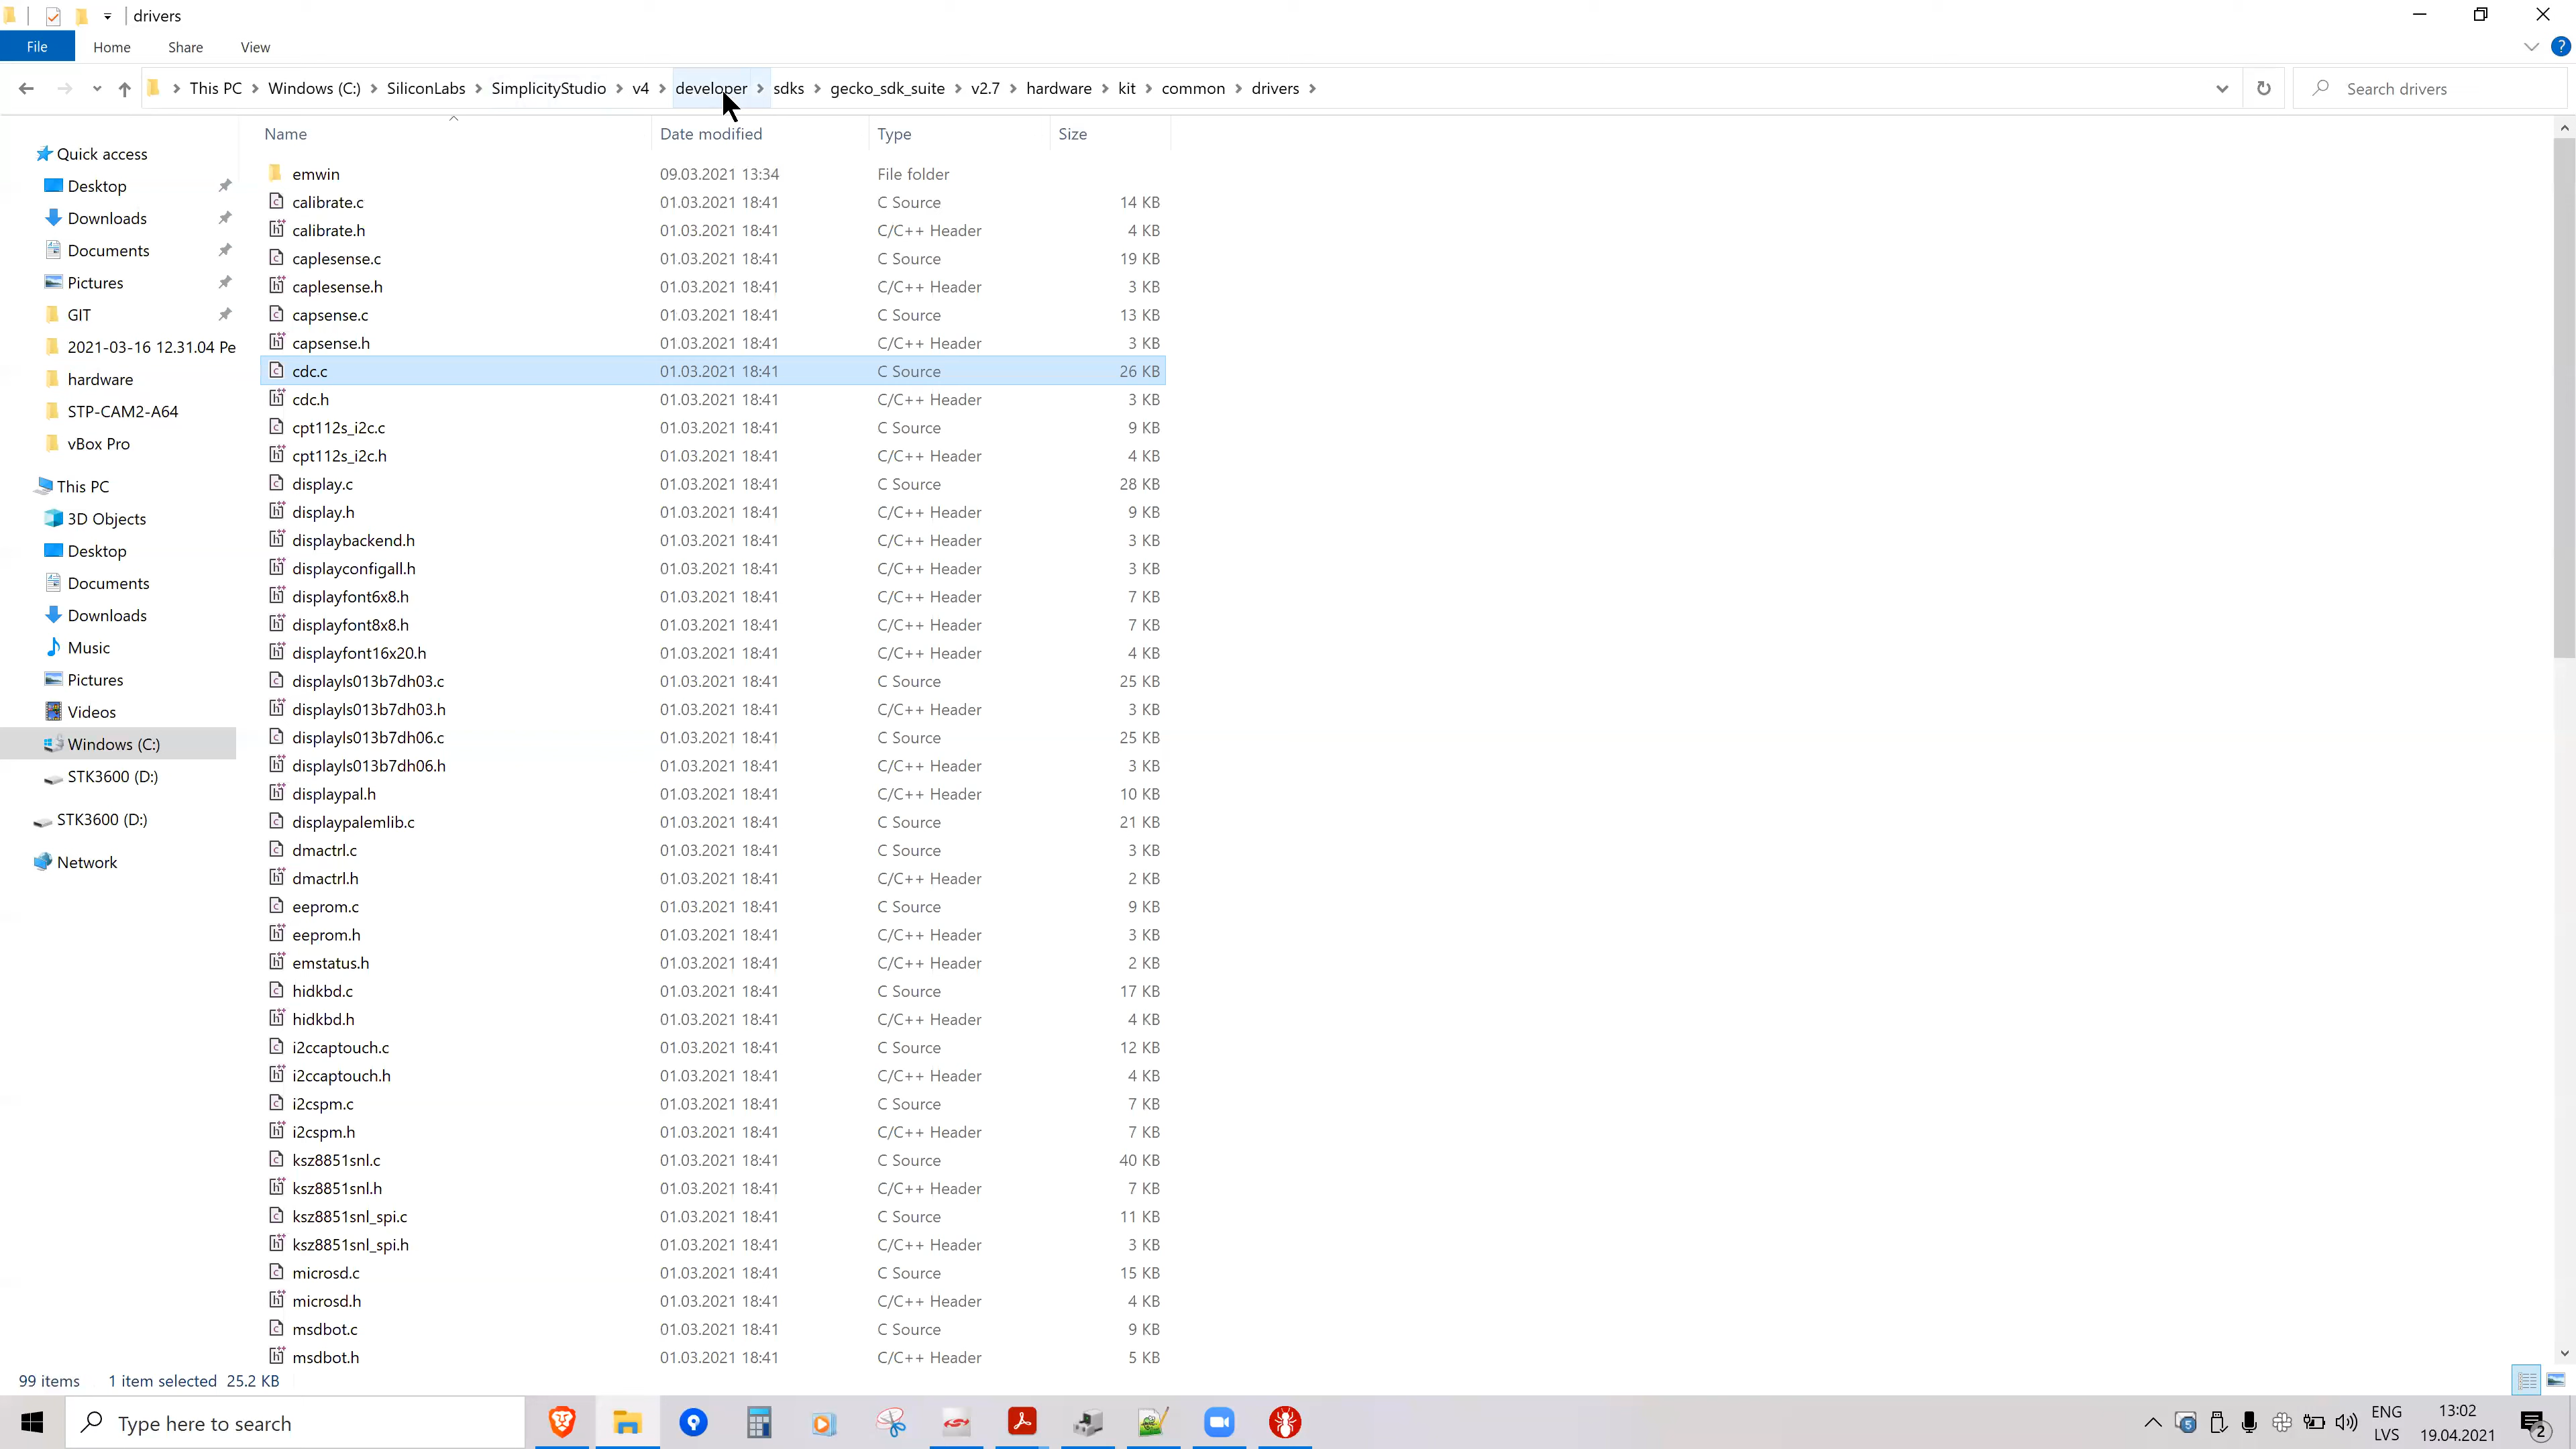 drivers
File Home Share View
This PC Windows (C:) SiliconLabs SimplicityStudio v4 developer sdks gecko_sdk_suite v2.7 hardware kit common drivers Search drivers
Name Date modified Type Size
Quick access
Desktop
Downloads
Documents
Pictures
GIT
2021-03-16 12.31.04 Pe
hardware
STP-CAM2-A64
vBox Pro
This PC
3D Objects
Desktop
Documents
Downloads
Music
Pictures
Videos
Windows (C:)
STK3600 (D:)
STK3600 (D:)
Network
emwin 09.03.2021 13:34 File folder
calibrate.c 01.03.2021 18:41 C Source 14 KB
calibrate.h 01.03.2021 18:41 C/C++ Header 4 KB
caplesense.c 01.03.2021 18:41 C Source 19 KB
caplesense.h 01.03.2021 18:41 C/C++ Header 3 KB
capsense.c 01.03.2021 18:41 C Source 13 KB
capsense.h 01.03.2021 18:41 C/C++ Header 3 KB
cdc.c 01.03.2021 18:41 C Source 26 KB
cdc.h 01.03.2021 18:41 C/C++ Header 3 KB
cpt112s_i2c.c 01.03.2021 18:41 C Source 9 KB
cpt112s_i2c.h 01.03.2021 18:41 C/C++ Header 4 KB
display.c 01.03.2021 18:41 C Source 28 KB
display.h 01.03.2021 18:41 C/C++ Header 9 KB
displaybackend.h 01.03.2021 18:41 C/C++ Header 3 KB
displayconfigall.h 01.03.2021 18:41 C/C++ Header 3 KB
displayfont6x8.h 01.03.2021 18:41 C/C++ Header 7 KB
displayfont8x8.h 01.03.2021 18:41 C/C++ Header 7 KB
displayfont16x20.h 01.03.2021 18:41 C/C++ Header 4 KB
displayls013b7dh03.c 01.03.2021 18:41 C Source 25 KB
displayls013b7dh03.h 01.03.2021 18:41 C/C++ Header 3 KB
displayls013b7dh06.c 01.03.2021 18:41 C Source 25 KB
displayls013b7dh06.h 01.03.2021 18:41 C/C++ Header 3 KB
displaypal.h 01.03.2021 18:41 C/C++ Header 10 KB
displaypalemlib.c 01.03.2021 18:41 C Source 21 KB
dmactrl.c 01.03.2021 18:41 C Source 3 KB
dmactrl.h 01.03.2021 18:41 C/C++ Header 2 KB
eeprom.c 01.03.2021 18:41 C Source 9 KB
eeprom.h 01.03.2021 18:41 C/C++ Header 3 KB
emstatus.h 01.03.2021 18:41 C/C++ Header 2 KB
hidkbd.c 01.03.2021 18:41 C Source 17 KB
hidkbd.h 01.03.2021 18:41 C/C++ Header 4 KB
i2ccaptouch.c 01.03.2021 18:41 C Source 12 KB
i2ccaptouch.h 01.03.2021 18:41 C/C++ Header 4 KB
i2cspm.c 01.03.2021 18:41 C Source 7 KB
i2cspm.h 01.03.2021 18:41 C/C++ Header 7 KB
ksz8851snl.c 01.03.2021 18:41 C Source 40 KB
ksz8851snl.h 01.03.2021 18:41 C/C++ Header 7 KB
ksz8851snl_spi.c 01.03.2021 18:41 C Source 11 KB
ksz8851snl_spi.h 01.03.2021 18:41 C/C++ Header 3 KB
microsd.c 01.03.2021 18:41 C Source 15 KB
microsd.h 01.03.2021 18:41 C/C++ Header 4 KB
msdbot.c 01.03.2021 18:41 C Source 9 KB
msdbot.h 01.03.2021 18:41 C/C++ Header 5 KB
99 items 1 item selected 25.2 KB
Type here to search
ENG
LVS
13:02
19.04.2021
2